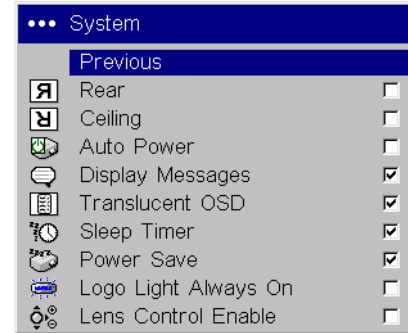 System
Previous
Rear
Ceiling
Auto Power
Display Messages
Translucent OSD
Sleep Timer
Power Save
Logo Light Always On
Lens Control Enable